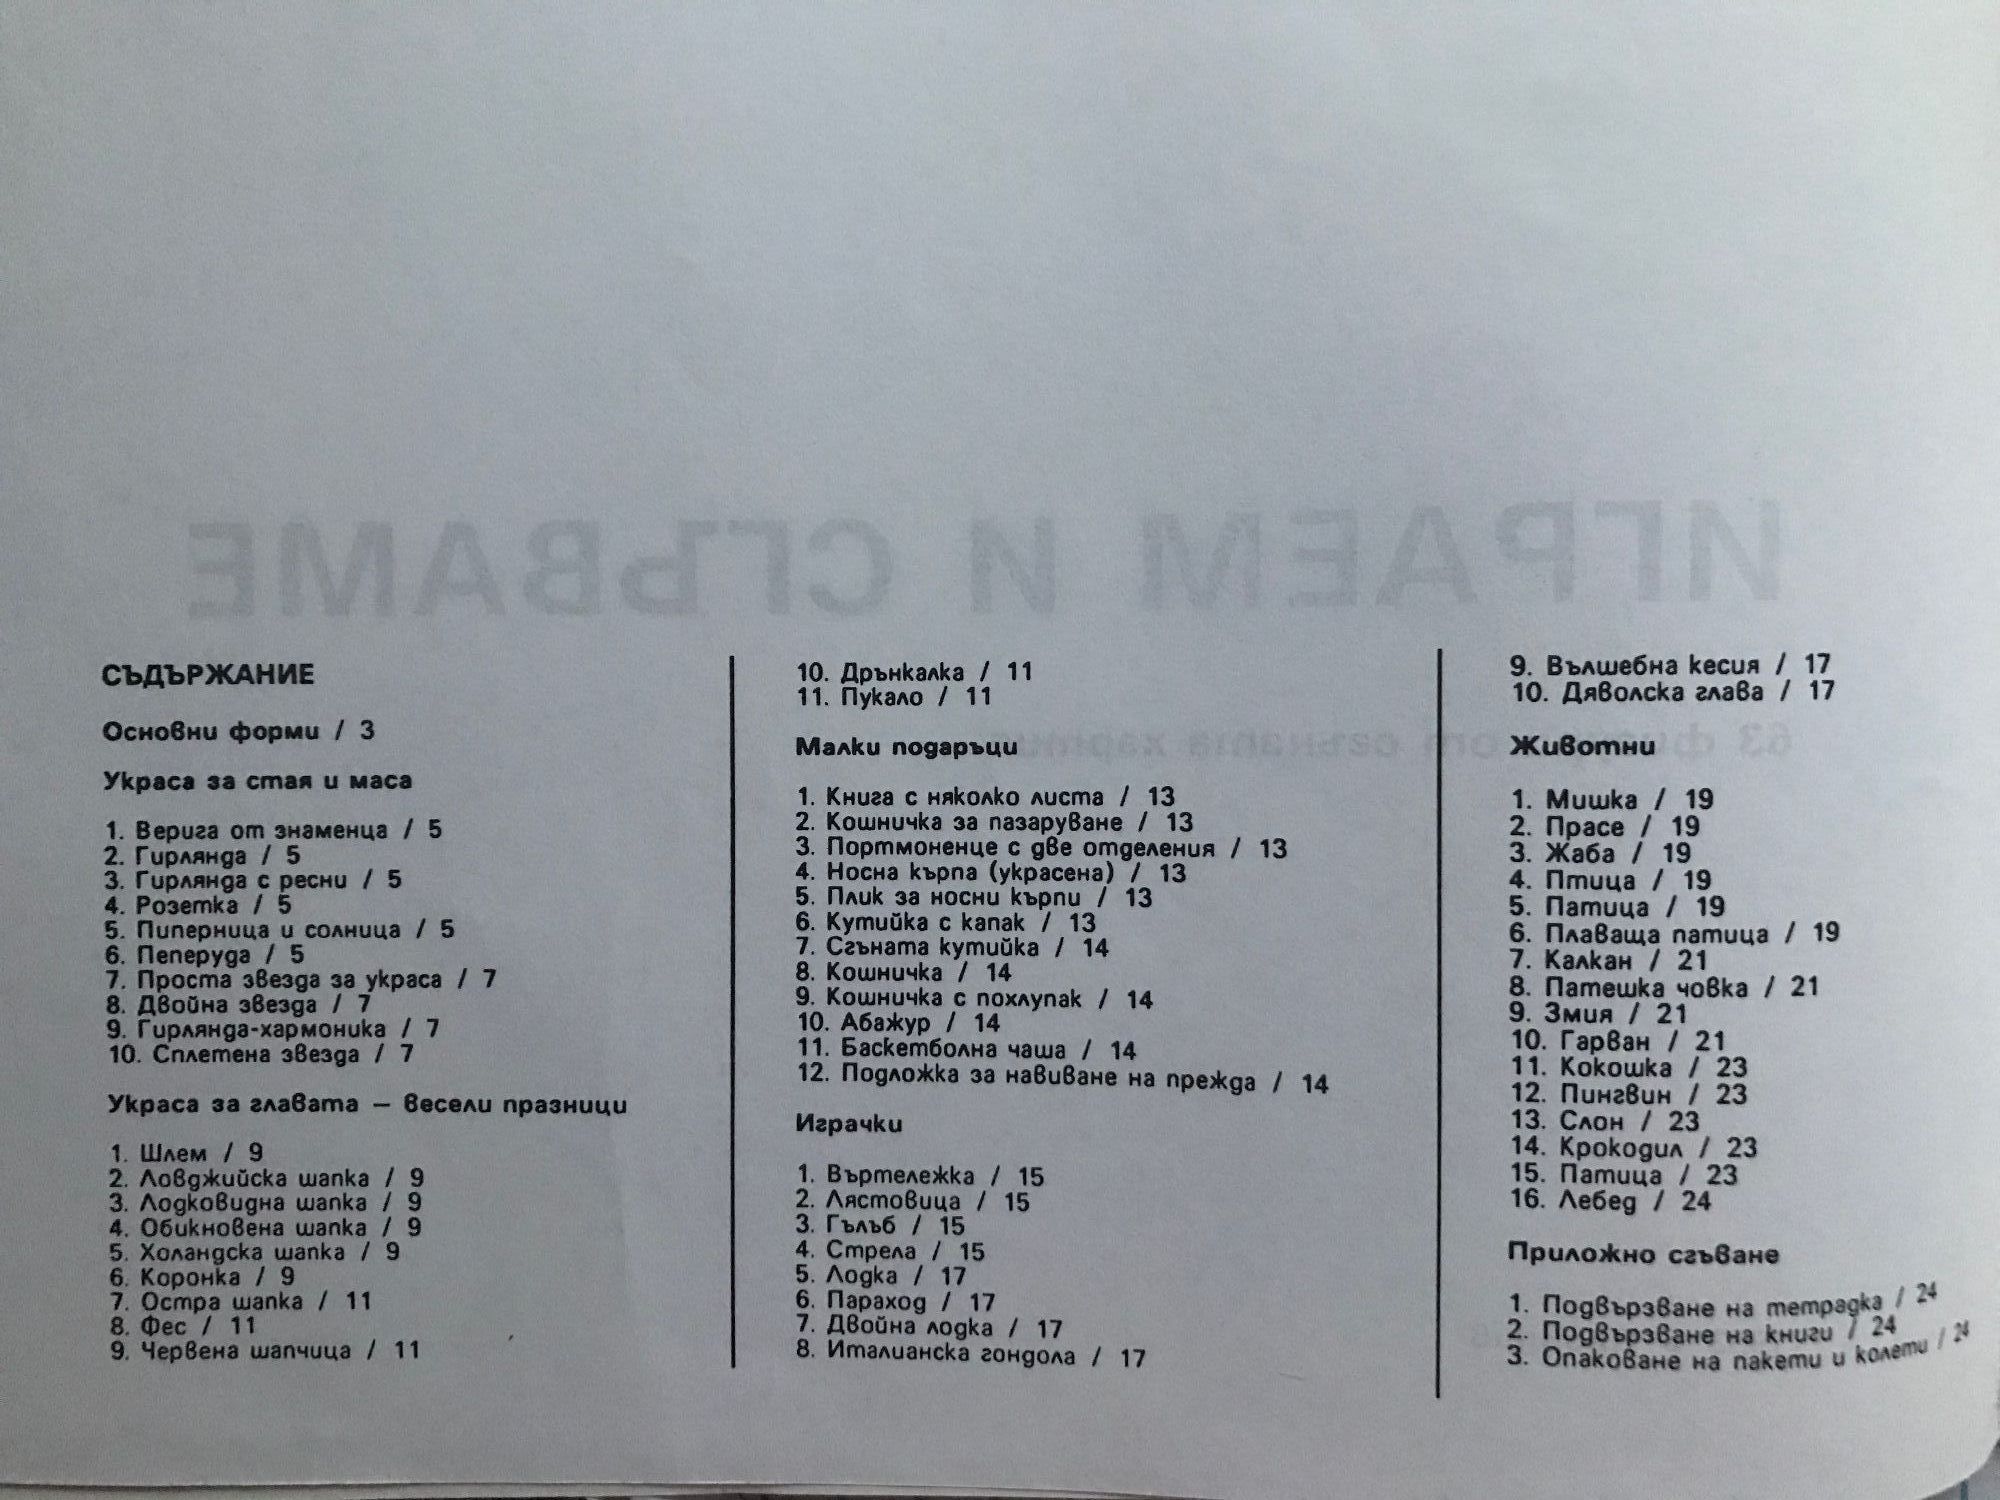 ИГРАЕМ И СГЪВАМЕ
СЪДЪРЖАНИЕ
Основни форми / 3
Украса за стая и маса
1. Верига от знаменца / 5
2. Гирлянда / 5
3. Гирлянда с ресни / 5
4. Розетка / 5
5. Пиперница и солница / 5
6. Пеперуда / 5
7. Проста звезда за украса / 7
8. Двойна звезда / 7
9. Гирлянда-хармоника / 7
10. Сплетена звезда / 7
Украса за главата – весели празници
1. Шлем / 9
2. Ловджийска шапка / 9
3. Лодковидна шапка / 9
4. Обикновена шапка / 9
5. Холандска шапка / 9
6. Коронка / 9
7. Остра шапка / 11
8. Фес / 11
9. Червена шапчица / 11
10. Дрънкалка / 11
11. Пукало / 11
Малки подаръци
1. Книга с няколко листа / 13
2. Кошничка за пазаруване / 13
3. Портмоненце с две отделения / 13
4. Носна кърпа (украсена) / 13
5. Плик за носни кърпи / 13
6. Кутийка с капак / 13
7. Сгъната кутийка / 14
8. Кошничка / 14
9. Кошничка с похлупак / 14
10. Абажур / 14
11. Баскетболна чаша / 14
12. Подложка за навиване на прежда / 14
Играчки
1. Въртележка / 15
2. Лястовица / 15
3. Гълъб / 15
4. Стрела / 15
5. Лодка / 17
6. Параход / 17
7. Двойна лодка / 17
8. Италианска гондола / 17
9. Вълшебна кесия / 17
10. Дяволска глава / 17
Животни
1. Мишка / 19
2. Прасе / 19
3. Жаба / 19
4. Птица / 19
5. Патица / 19
6. Плаваща патица / 19
7. Калкан / 21
8. Патешка човка / 21
9. Змия / 21
10. Гарван / 21
11. Кокошка / 23
12. Пингвин / 23
13. Слон / 23
14. Крокодил / 23
15. Патица / 23
16. Лебед / 24
Приложно сгъване
1. Подвързване на тетрадка / 24
2. Подвързване на книги / 24
3. Опаковане на пакети и колети / 24